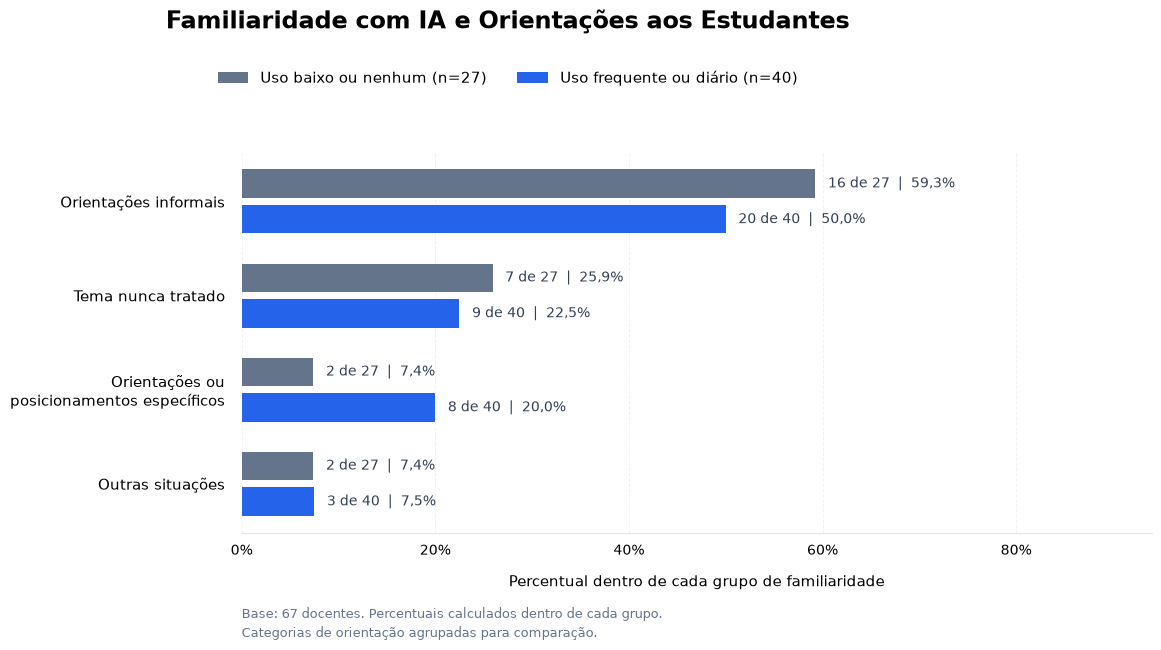 Familiaridade com IA e Orientações aos Estudantes
Uso baixo ou nenhum (n=27)
Uso frequente ou diário (n=40)
Orientações informais
16 de 27 | 59,3%
20 de 40 | 50,0%
Tema nunca tratado
7 de 27 | 25,9%
9 de 40 | 22,5%
Orientações ou
posicionamentos específicos
2 de 27 | 7,4%
8 de 40 | 20,0%
Outras situações
2 de 27 | 7,4%
3 de 40 | 7,5%
0% 20% 40% 60% 80%
Percentual dentro de cada grupo de familiaridade
Base: 67 docentes. Percentuais calculados dentro de cada grupo.
Categorias de orientação agrupadas para comparação.